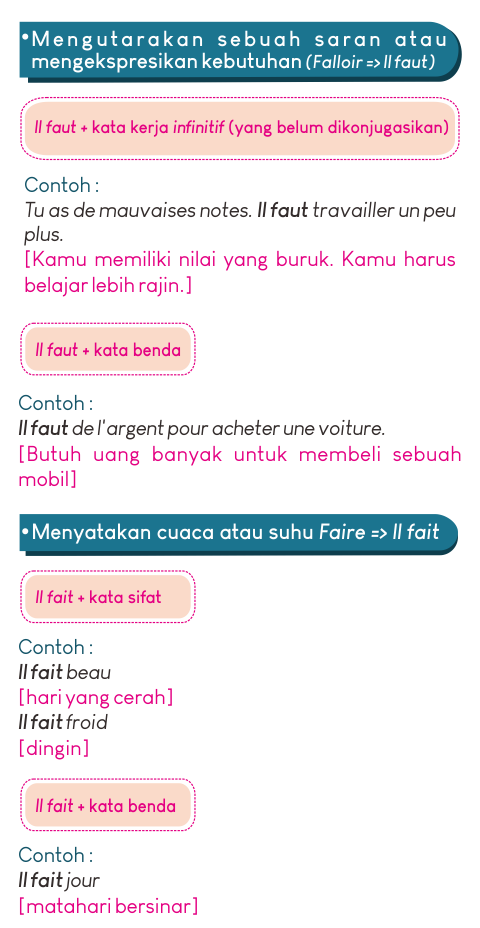 •Mengutarakan sebuah saran atau
mengekspresikan kebutuhan (Falloir => Il faut)
Il faut + kata kerja infinitif (yang belum dikonjugasikan)
Contoh :
Tu as de mauvaises notes. Il faut travailler un peu
plus.
[Kamu memiliki nilai yang buruk. Kamu harus
belajar lebih rajin.]
Il faut + kata benda
Contoh :
Il faut de l'argent pour acheter une voiture.
[Butuh uang banyak untuk membeli sebuah
mobil]
•Menyatakan cuaca atau suhu Faire => Il fait
Il fait + kata sifat
Contoh :
Il fait beau
[hari yang cerah]
Il fait froid
[dingin]
Il fait + kata benda
Contoh :
Il fait jour
[matahari bersinar]